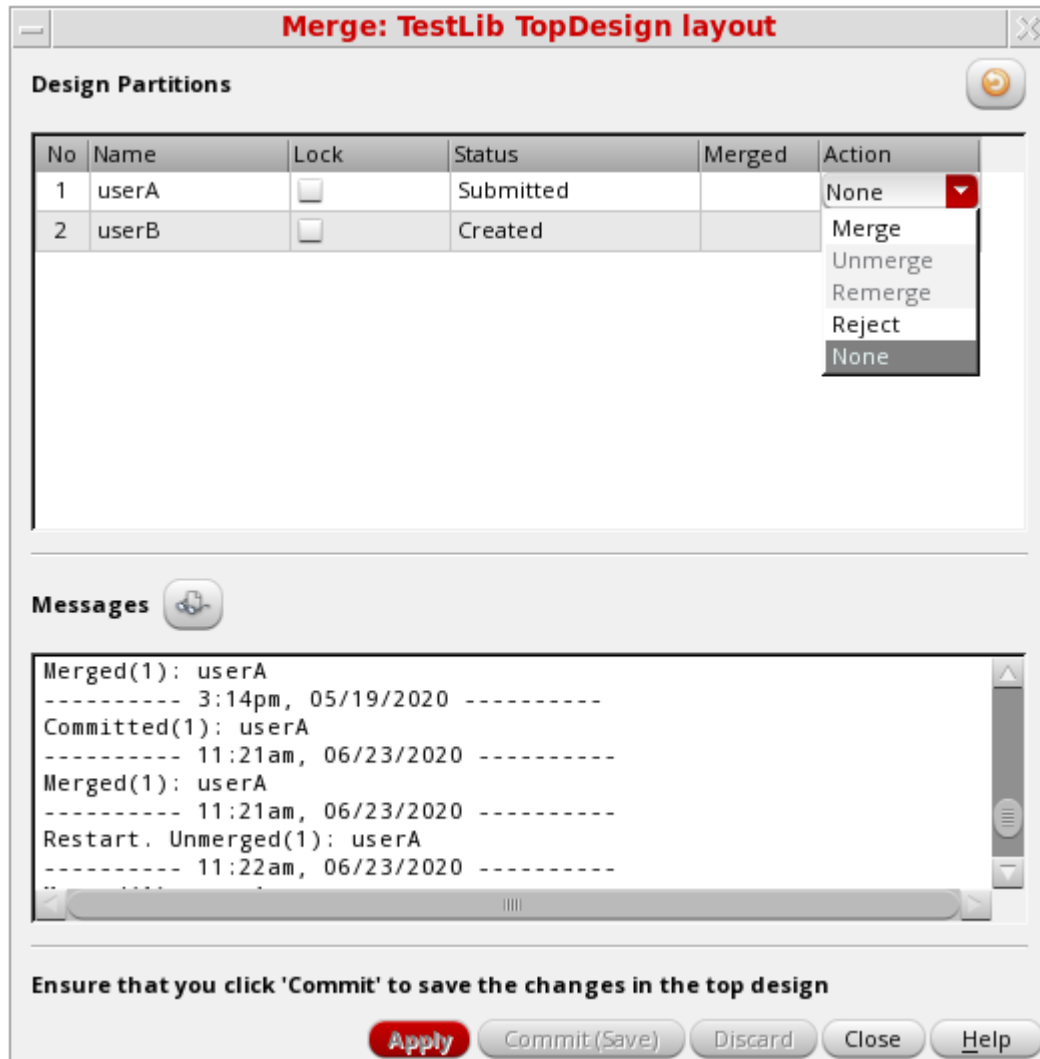 Merge: TestLib TopDesign layout
Design Partitions
No Name Lock Status Merged Action
1 userA Submitted None
2 userB Created
Merge
Unmerge
Remerge
Reject
None
Messages
Merged(1): userA
---------- 3:14pm, 05/19/2020 ----------
Committed(1): userA
---------- 11:21am, 06/23/2020 ----------
Merged(1): userA
---------- 11:21am, 06/23/2020 ----------
Restart. Unmerged(1): userA
---------- 11:22am, 06/23/2020 ----------
Ensure that you click 'Commit' to save the changes in the top design
Apply Commit (Save) Discard Close Help